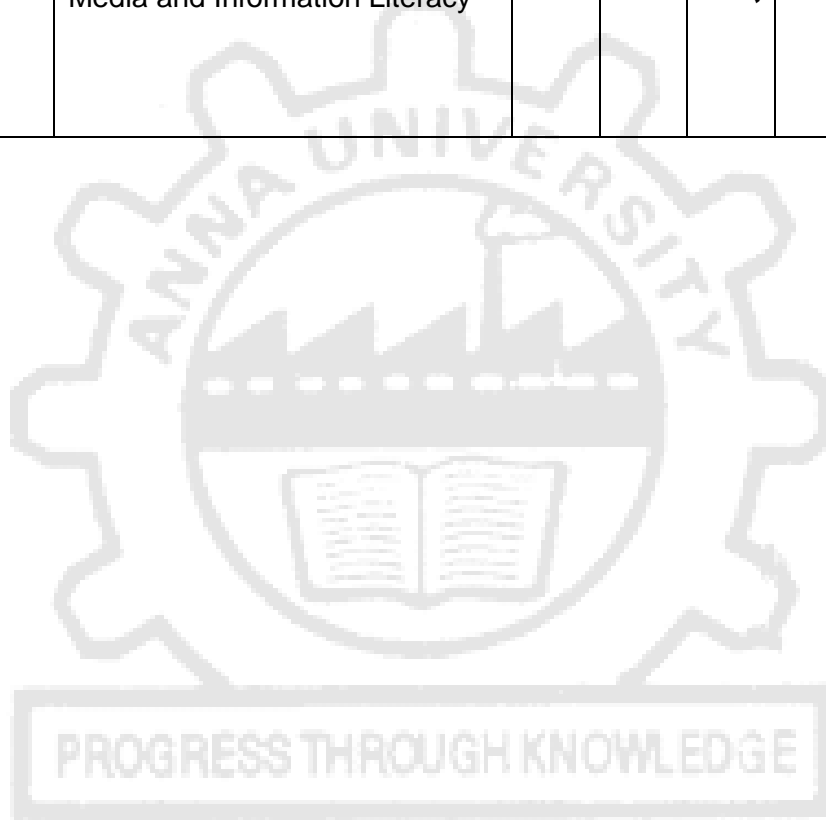 Media and Information Literacy
ANNA UNIVERSITY
PROGRESS THROUGH KNOWLEDGE